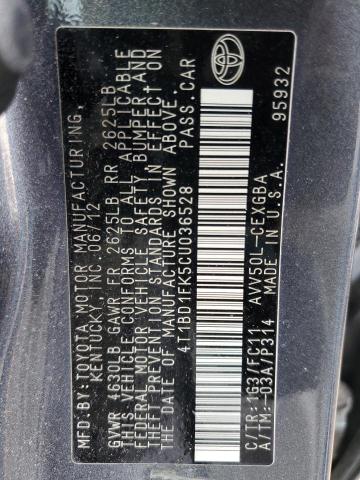 MFD. BY: TOYOTA MOTOR MANUFACTURING,
KENTUCKY, INC. 06/12
GVWR 4630LB GAWR FR 2625LB RR 2625LB
THIS VEHICLE CONFORMS TO ALL APPLICABLE
FEDERAL MOTOR VEHICLE SAFETY, BUMPER AND
THEFT PREVENTION STANDARDS IN EFFECT ON
THE DATE OF MANUFACTURE SHOWN ABOVE.
4T1BD1FK5CU036528 PASS. CAR
C/TR: 1G3/FC11 AVV50L-CEXGBA
A/TM: -03A/P314 MADE IN U.S.A.
95932